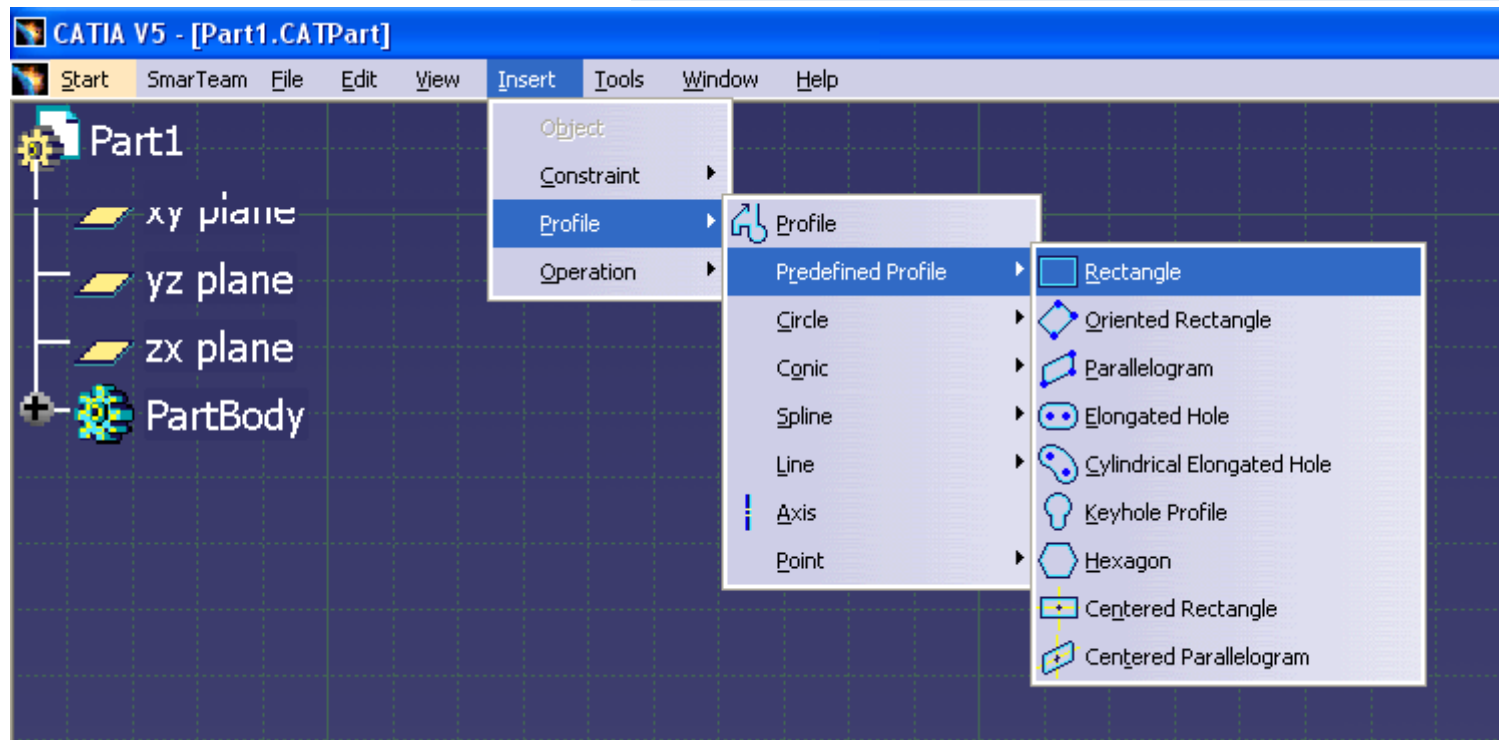 CATIA V5 - [Part1.CATPart]
Start SmarTeam File Edit View Insert Tools Window Help
Part1
xy plane
yz plane
zx plane
PartBody
Object
Constraint
Profile
Operation
Profile
Predefined Profile
Circle
Conic
Spline
Line
Axis
Point
Rectangle
Oriented Rectangle
Parallelogram
Elongated Hole
Cylindrical Elongated Hole
Keyhole Profile
Hexagon
Centered Rectangle
Centered Parallelogram